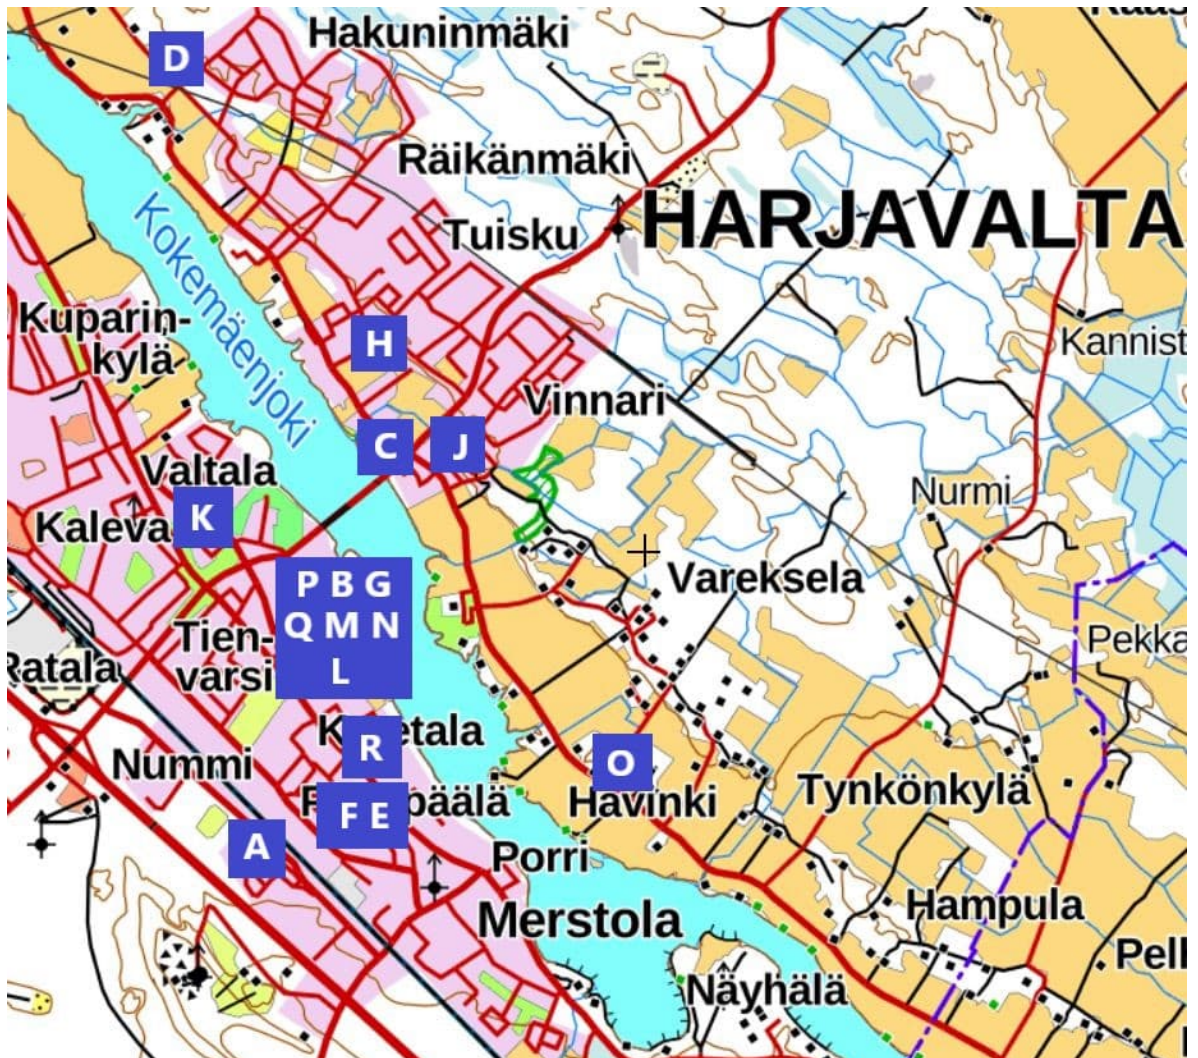 Hakuninmäki
D
Räikänmäki
HARJAVALTA
Tuisku
Kokemäenjoki
Kuparin-
kylä
H
Kannist
Vinnari
C
J
Valtala
K
Kaleva
Nurmi
P B G
Q M N
L
Vareksela
Tien-
varsi
Ratala
Pekka
K
R
etala
O
Nummi
Havinki
Tynkönkylä
F E
päälä
A
Porri
Hampula
Merstola
Pell
Näyhälä